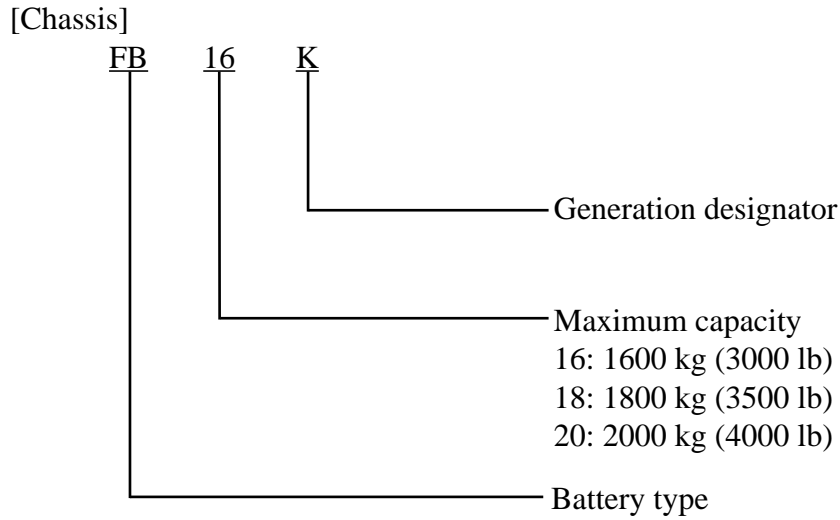 [Chassis]
FB 16 K
Generation designator
Maximum capacity
16: 1600 kg (3000 lb)
18: 1800 kg (3500 lb)
20: 2000 kg (4000 lb)
Battery type